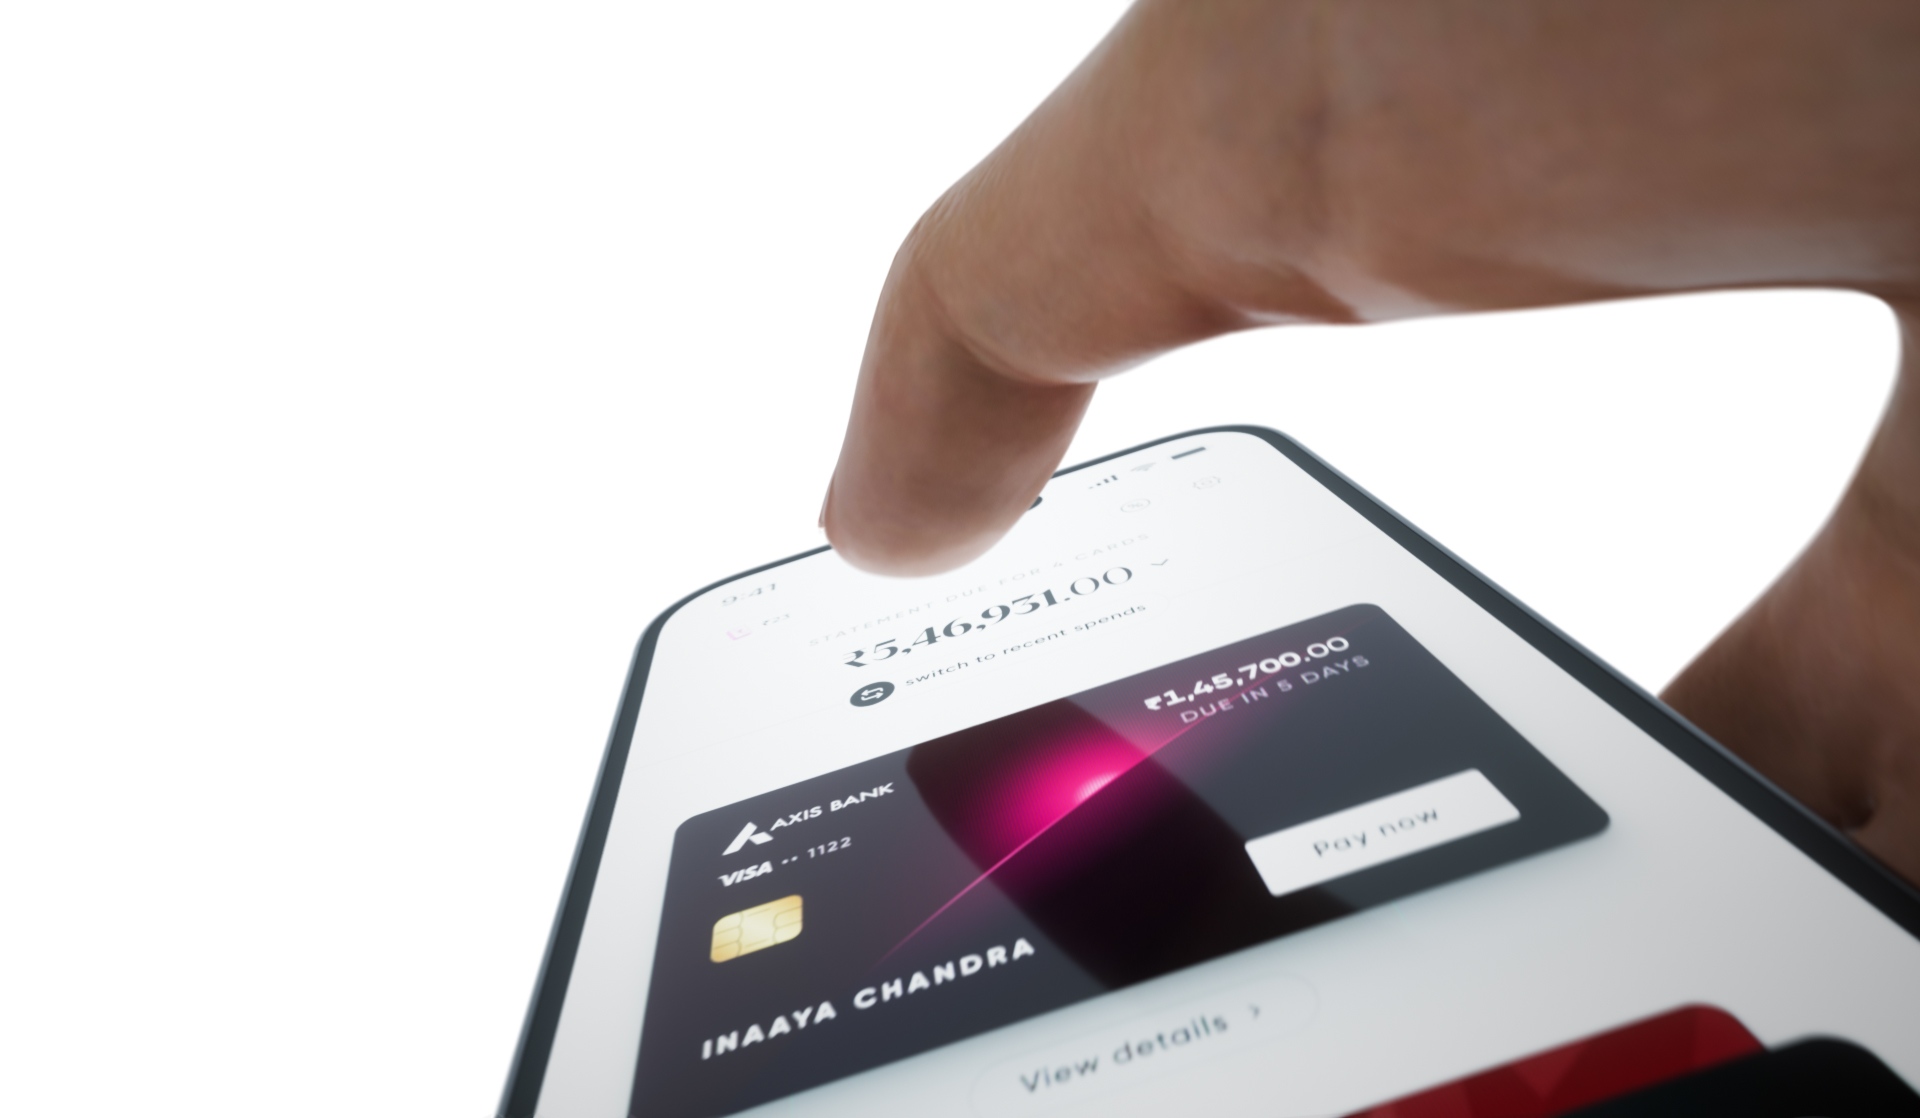 9:41
₹23
STATEMENT DUE FOR 4 CARDS
₹5,46,931.00
switch to recent spends
₹1,45,700.00
DUE IN 5 DAYS
AXIS BANK
VISA •• 1122
Pay now
INAAYA CHANDRA
View details >